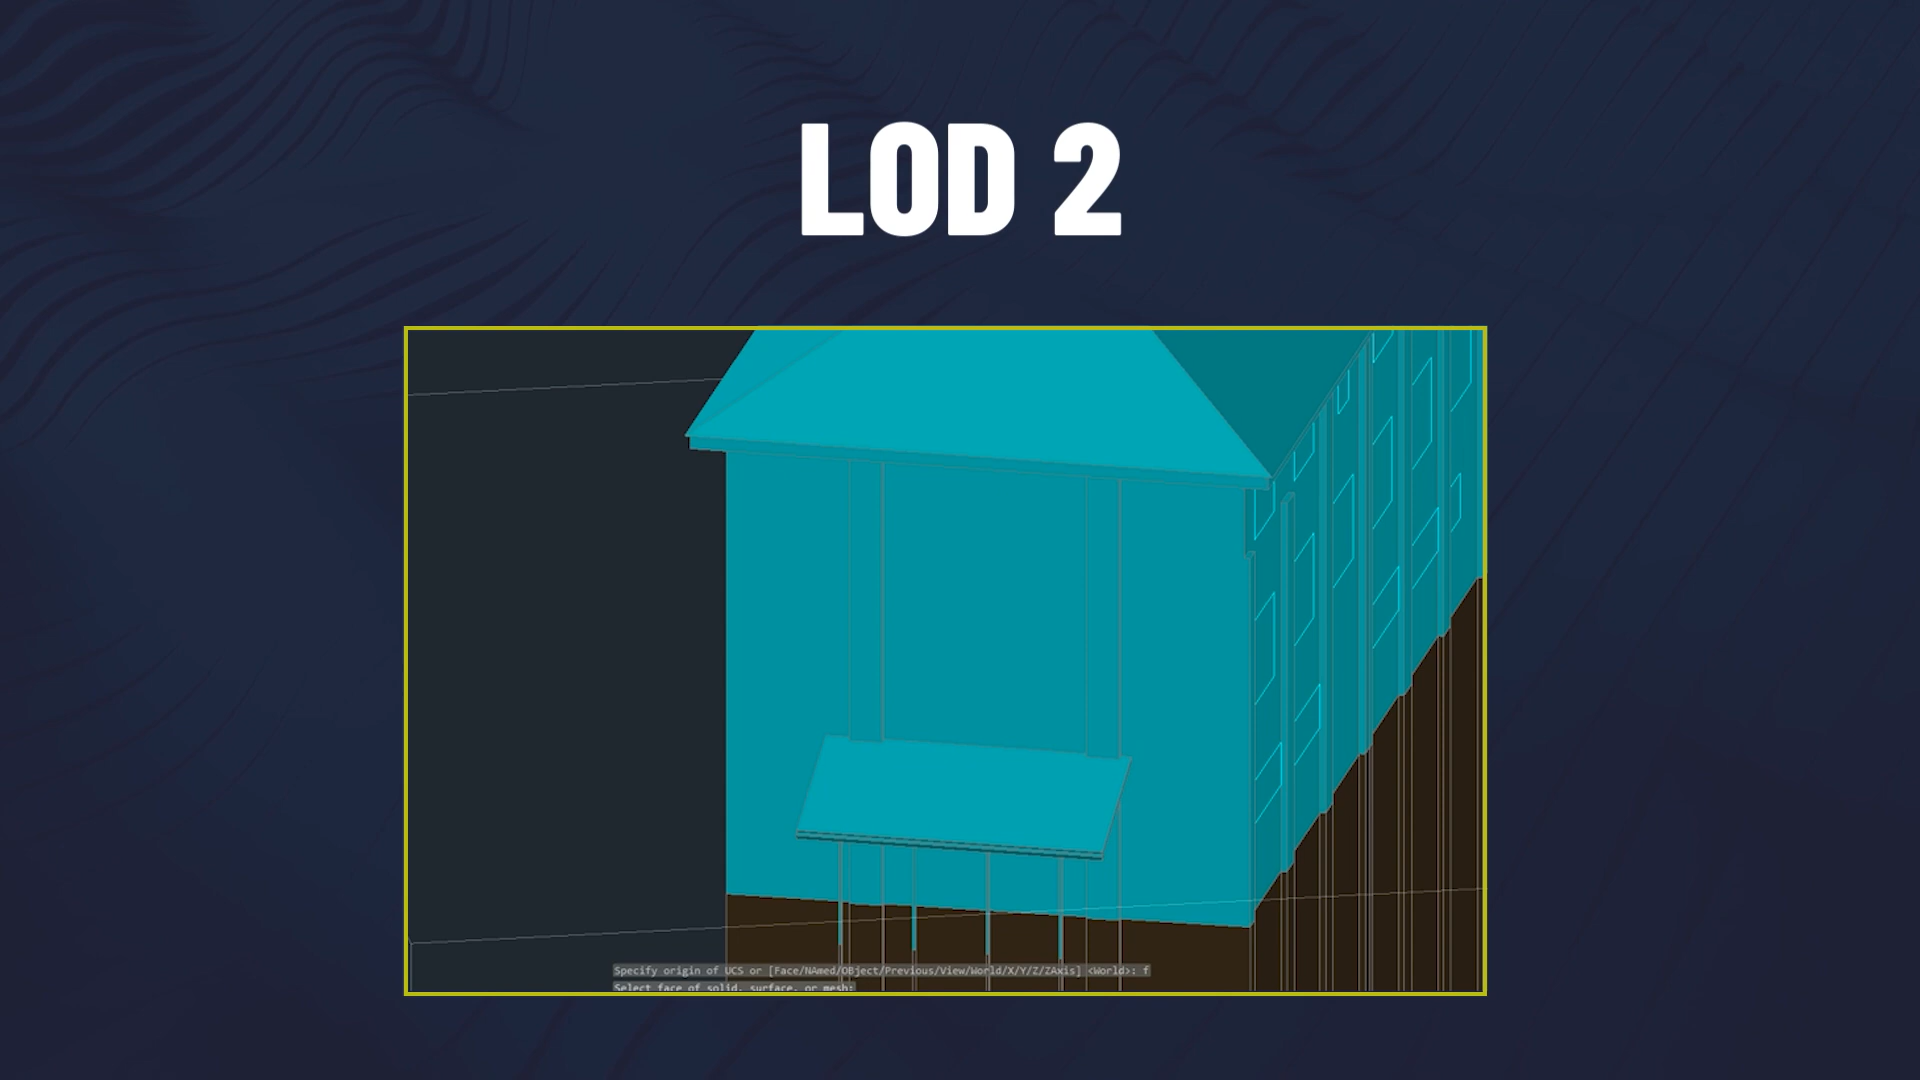 LOD 2
Specify origin of UCS or [Face/NAmed/OBject/Previous/View/World/X/Y/Z/ZAxis] <World>: f
Select face of solid, surface, or mesh: